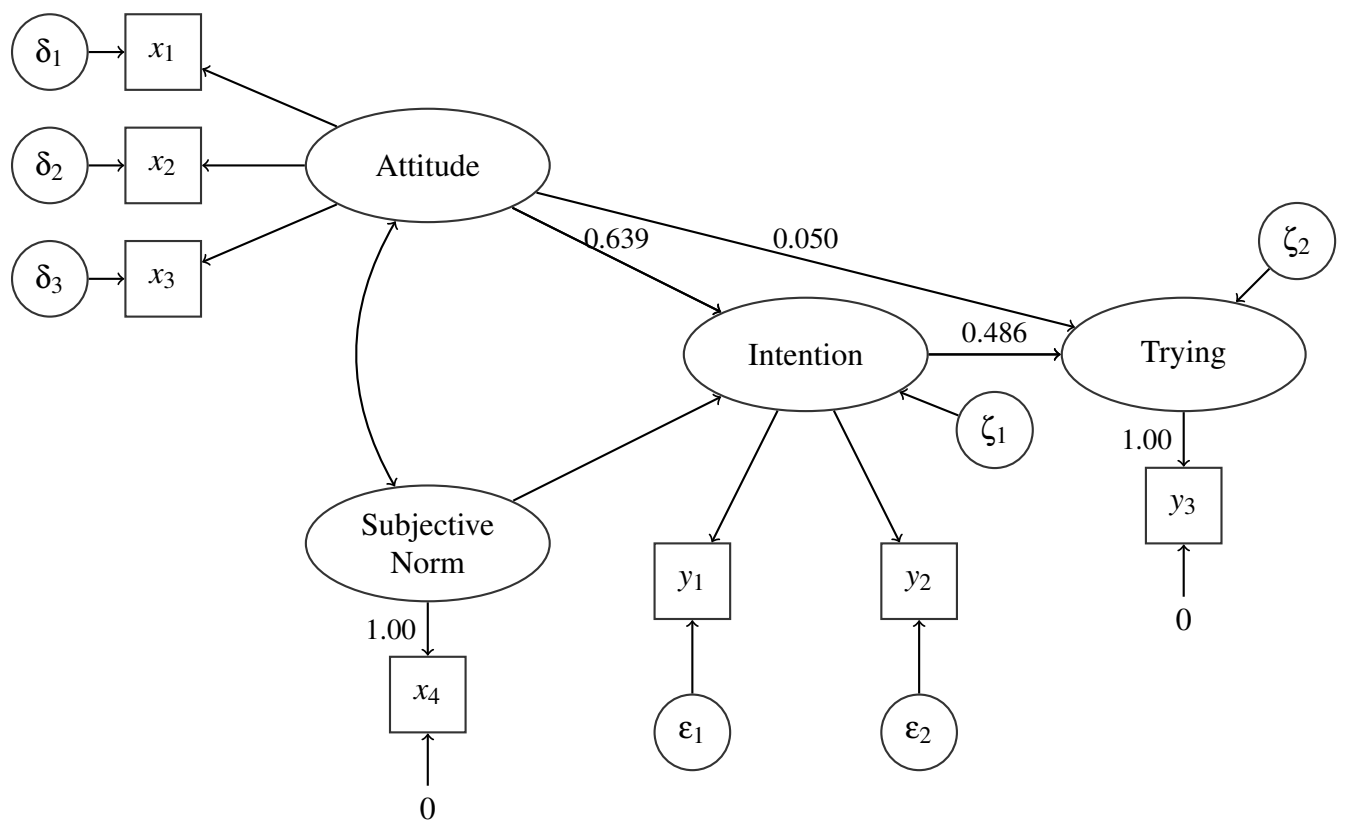 δ1
x1
δ2
x2
Attitude
δ3
x3
0.639
0.050
ζ2
Intention
0.486
Trying
ζ1
1.00
y3
Subjective
Norm
y1
y2
0
1.00
x4
ε1
ε2
0